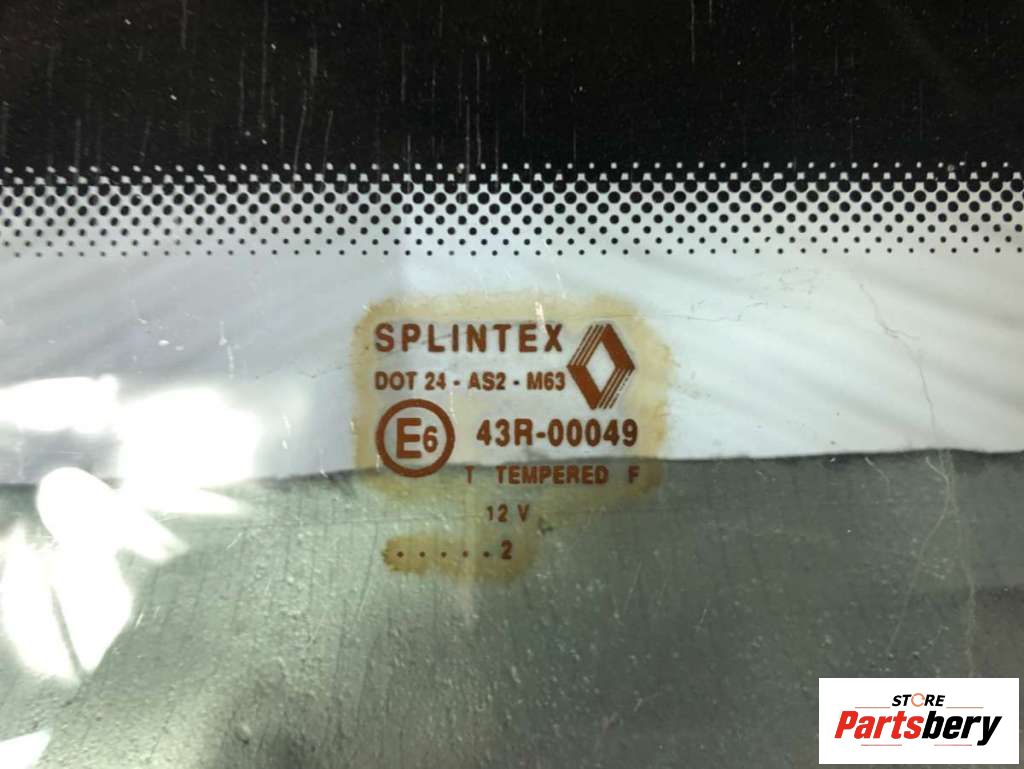 SPLINTEX
DOT 24 - AS2 - M63
E6 43R-00049
T TEMPERED F
12 V
. . . . . . 2
STORE
Partsbery